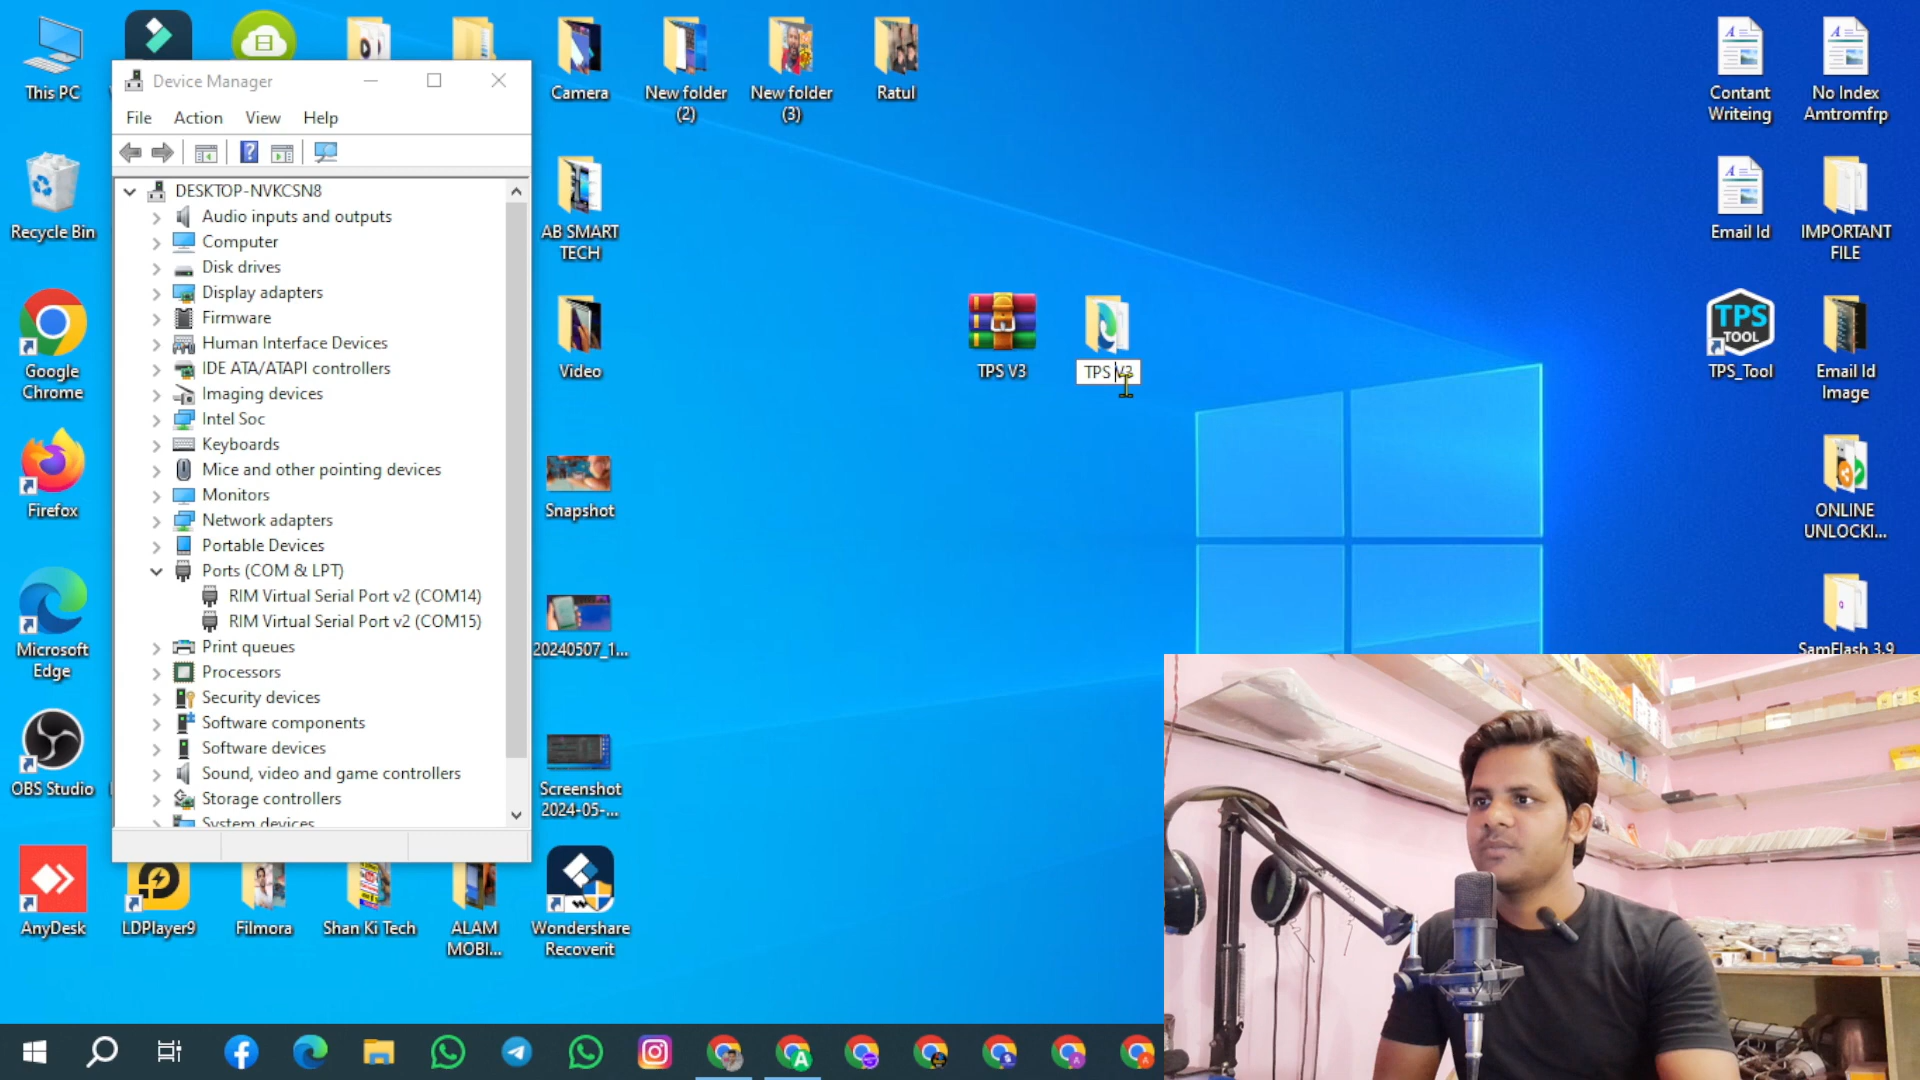 This PC
Recycle Bin
Google
Chrome
Firefox
Microsoft
Edge
OBS Studio
AnyDesk
Device Manager
File Action View Help
DESKTOP-NVKCSN8
Audio inputs and outputs
Computer
Disk drives
Display adapters
Firmware
Human Interface Devices
IDE ATA/ATAPI controllers
Imaging devices
Intel Soc
Keyboards
Mice and other pointing devices
Monitors
Network adapters
Portable Devices
Ports (COM & LPT)
RIM Virtual Serial Port v2 (COM14)
RIM Virtual Serial Port v2 (COM15)
Print queues
Processors
Security devices
Software components
Software devices
Sound, video and game controllers
Storage controllers
System devices
LDPlayer9
Filmora
Shan Ki Tech
ALAM
MOBI...
Camera
AB SMART
TECH
Video
Snapshot
20240507_1...
Screenshot
2024-05-...
Wondershare
Recoverit
New folder
(2)
New folder
(3)
Ratul
TPS V3
TPS V3
Contant
Writeing
Email Id
TPS
TOOL
TPS_Tool
No Index
Amtromfrp
IMPORTANT
FILE
Email Id
Image
ONLINE
UNLOCKI...
SamFlash 3.9